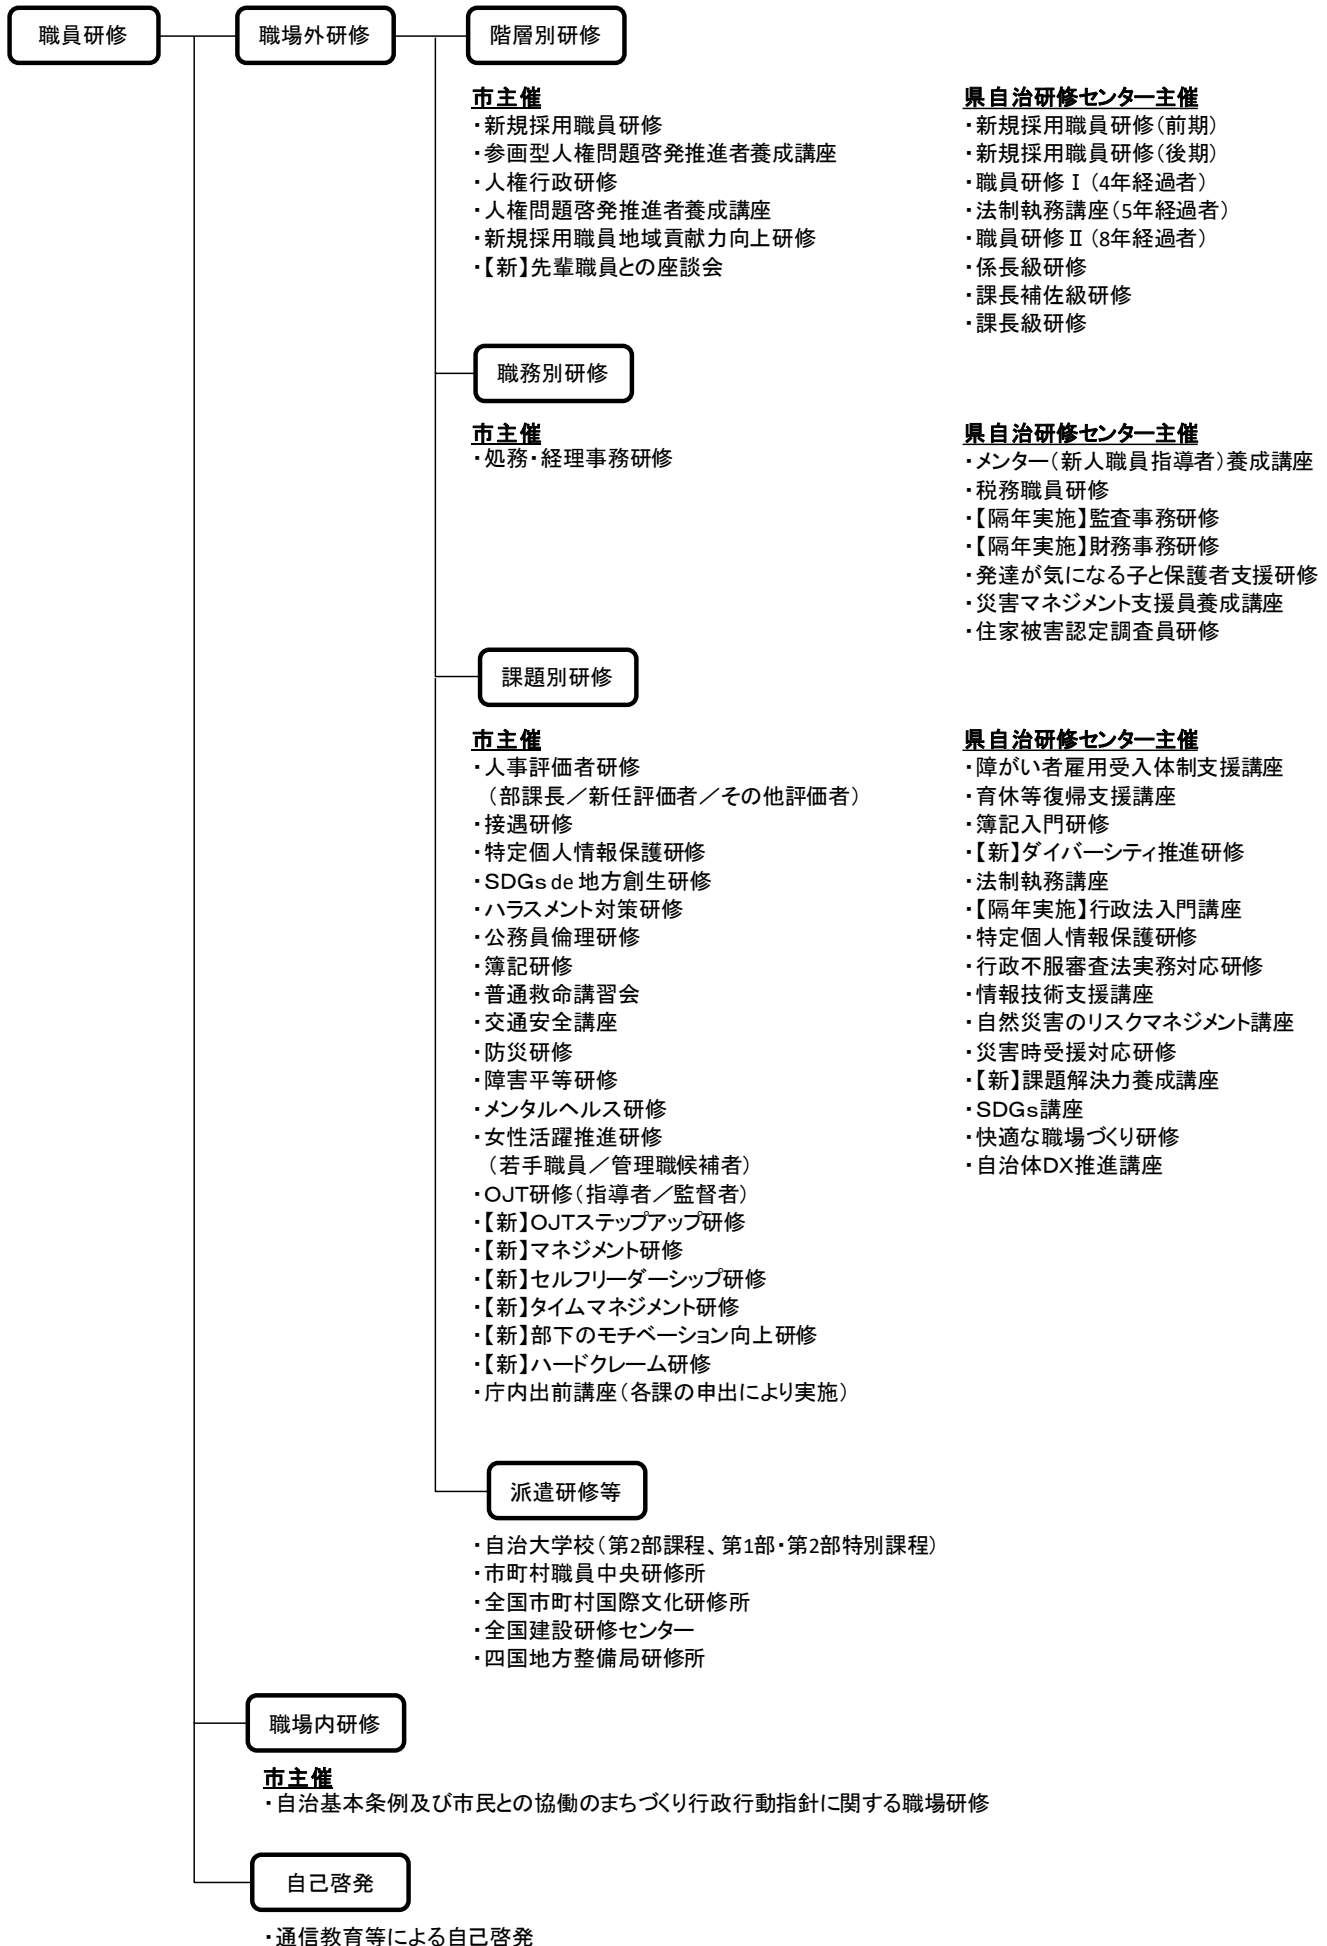 職員研修
職場外研修
階層別研修
市主催
・新規採用職員研修
・参画型人権問題啓発推進者養成講座
・人権行政研修
・人権問題啓発推進者養成講座
・新規採用職員地域貢献力向上研修
・【新】先輩職員との座談会
県自治研修センター主催
・新規採用職員研修（前期）
・新規採用職員研修（後期）
・職員研修Ⅰ（4年経過者）
・法制執務講座（5年経過者）
・職員研修Ⅱ（8年経過者）
・係長級研修
・課長補佐級研修
・課長級研修
職務別研修
市主催
・処務・経理事務研修
県自治研修センター主催
・メンター（新人職員指導者）養成講座
・税務職員研修
・【隔年実施】監査事務研修
・【隔年実施】財務事務研修
・発達が気になる子と保護者支援研修
・災害マネジメント支援員養成講座
・住家被害認定調査員研修
課題別研修
市主催
・人事評価者研修
（部課長／新任評価者／その他評価者）
・接遇研修
・特定個人情報保護研修
・SDGs de 地方創生研修
・ハラスメント対策研修
・公務員倫理研修
・簿記研修
・普通救命講習会
・交通安全講座
・防災研修
・障害平等研修
・メンタルヘルス研修
・女性活躍推進研修
（若手職員／管理職候補者）
・OJT研修（指導者／監督者）
・【新】OJTステップアップ研修
・【新】マネジメント研修
・【新】セルフリーダーシップ研修
・【新】タイムマネジメント研修
・【新】部下のモチベーション向上研修
・【新】ハードクレーム研修
・庁内出前講座（各課の申出により実施）
県自治研修センター主催
・障がい者雇用受入体制支援講座
・育休等復帰支援講座
・簿記入門研修
・【新】ダイバーシティ推進研修
・法制執務講座
・【隔年実施】行政法入門講座
・特定個人情報保護研修
・行政不服審査法実務対応研修
・情報技術支援講座
・自然災害のリスクマネジメント講座
・災害時受援対応研修
・【新】課題解決力養成講座
・SDGs講座
・快適な職場づくり研修
・自治体DX推進講座
派遣研修等
・自治大学校（第2部課程、第1部・第2部特別課程）
・市町村職員中央研修所
・全国市町村国際文化研修所
・全国建設研修センター
・四国地方整備局研修所
職場内研修
市主催
・自治基本条例及び市民との協働のまちづくり行政行動指針に関する職場研修
自己啓発
・通信教育等による自己啓発